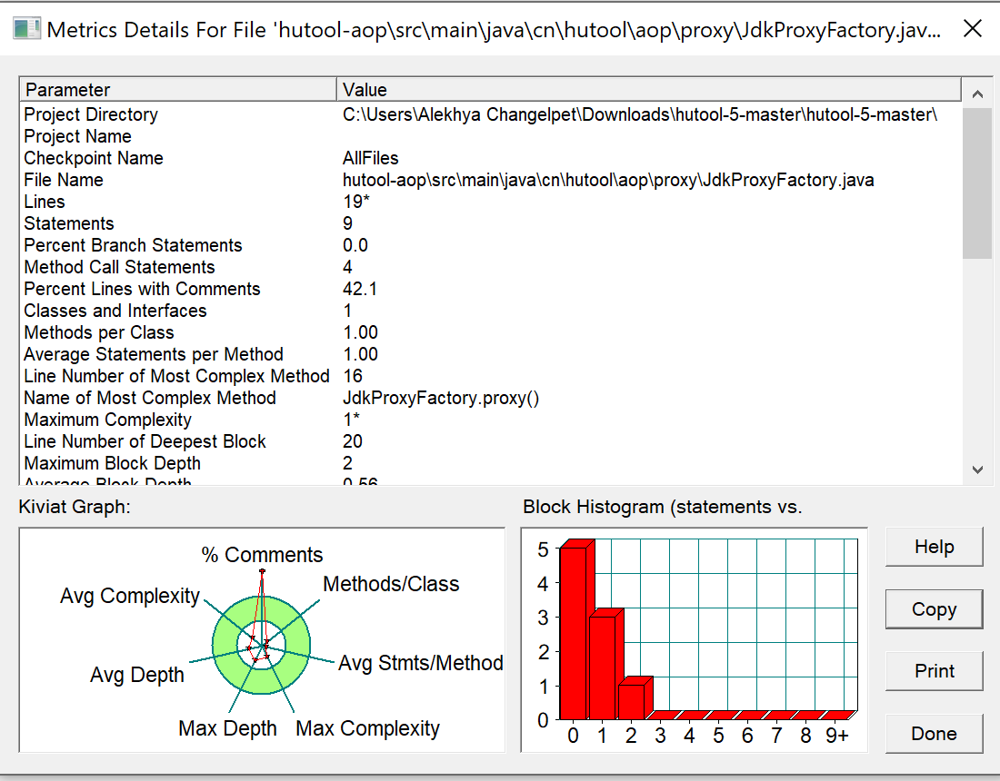 Metrics Details For File 'hutool-aop\src\main\java\cn\hutool\aop\proxy\JdkProxyFactory.jav...
Parameter Value
Project Directory C:\Users\Alekhya Changelpet\Downloads\hutool-5-master\hutool-5-master\
Project Name
Checkpoint Name AllFiles
File Name hutool-aop\src\main\java\cn\hutool\aop\proxy\JdkProxyFactory.java
Lines 19*
Statements 9
Percent Branch Statements 0.0
Method Call Statements 4
Percent Lines with Comments 42.1
Classes and Interfaces 1
Methods per Class 1.00
Average Statements per Method 1.00
Line Number of Most Complex Method 16
Name of Most Complex Method JdkProxyFactory.proxy()
Maximum Complexity 1*
Line Number of Deepest Block 20
Maximum Block Depth 2
Average Block Depth 0.56
Kiviat Graph:
% Comments
Methods/Class
Avg Complexity
Avg Stmts/Method
Avg Depth
Max Depth
Max Complexity
Block Histogram (statements vs.
5
4
3
2
1
0
0 1 2 3 4 5 6 7 8 9+
Help
Copy
Print
Done